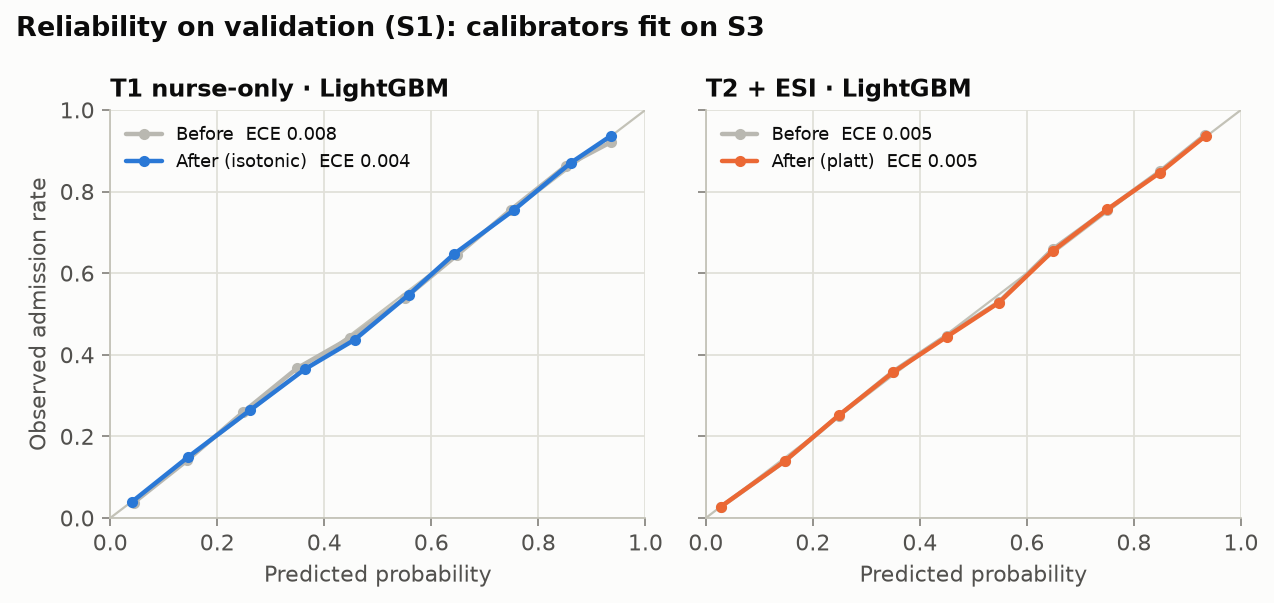 Reliability on validation (S1): calibrators fit on S3
T1 nurse-only · LightGBM
Before  ECE 0.008
After (isotonic)  ECE 0.004
Observed admission rate
1.0
0.8
0.6
0.4
0.2
0.0
0.0 0.2 0.4 0.6 0.8 1.0
Predicted probability
T2 + ESI · LightGBM
Before  ECE 0.005
After (platt)  ECE 0.005
0.0 0.2 0.4 0.6 0.8 1.0
Predicted probability